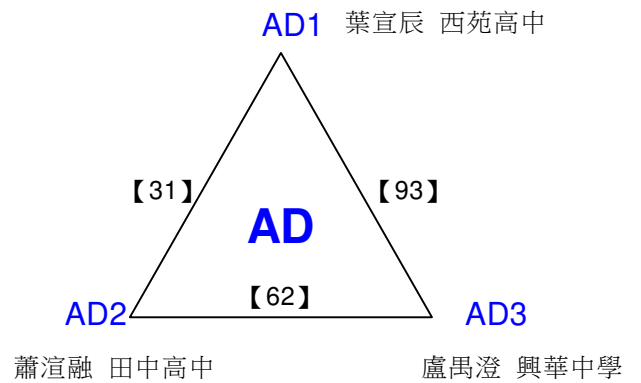 AD1 葉宣辰 西苑高中
【31】 【93】
AD
【62】
AD2 AD3
蕭渲融 田中高中 盧禺澄 興華中學